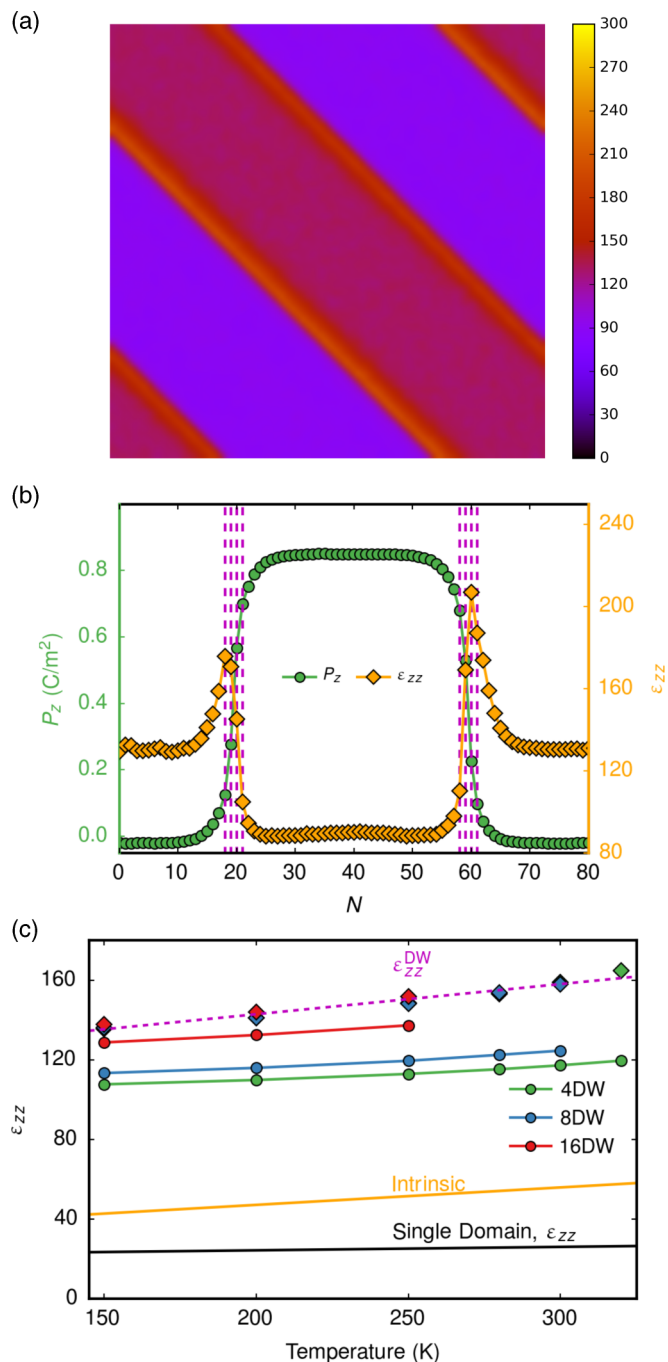 (a)
300
270
240
210
180
150
120
90
60
30
0
(b)
0.8
0.6
0.4
0.2
0.0
P_z (C/m²)
P_z
ε_zz
240
200
160
120
80
ε_zz
0 10 20 30 40 50 60 70 80
N
(c)
160
120
80
40
0
ε_zz
ε_zz^DW
4DW
8DW
16DW
Intrinsic
Single Domain, ε_zz
150 200 250 300
Temperature (K)